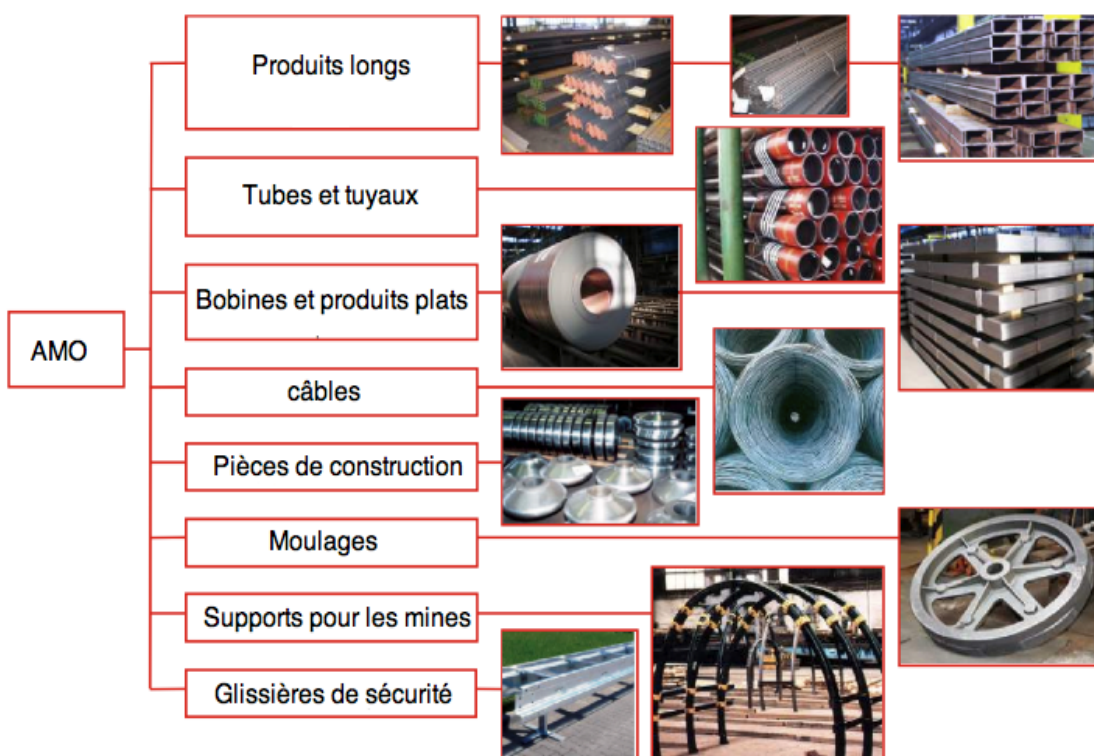 Produits longs
Tubes et tuyaux
Bobines et produits plats
AMO
câbles
Pièces de construction
Moulages
Supports pour les mines
Glissières de sécurité